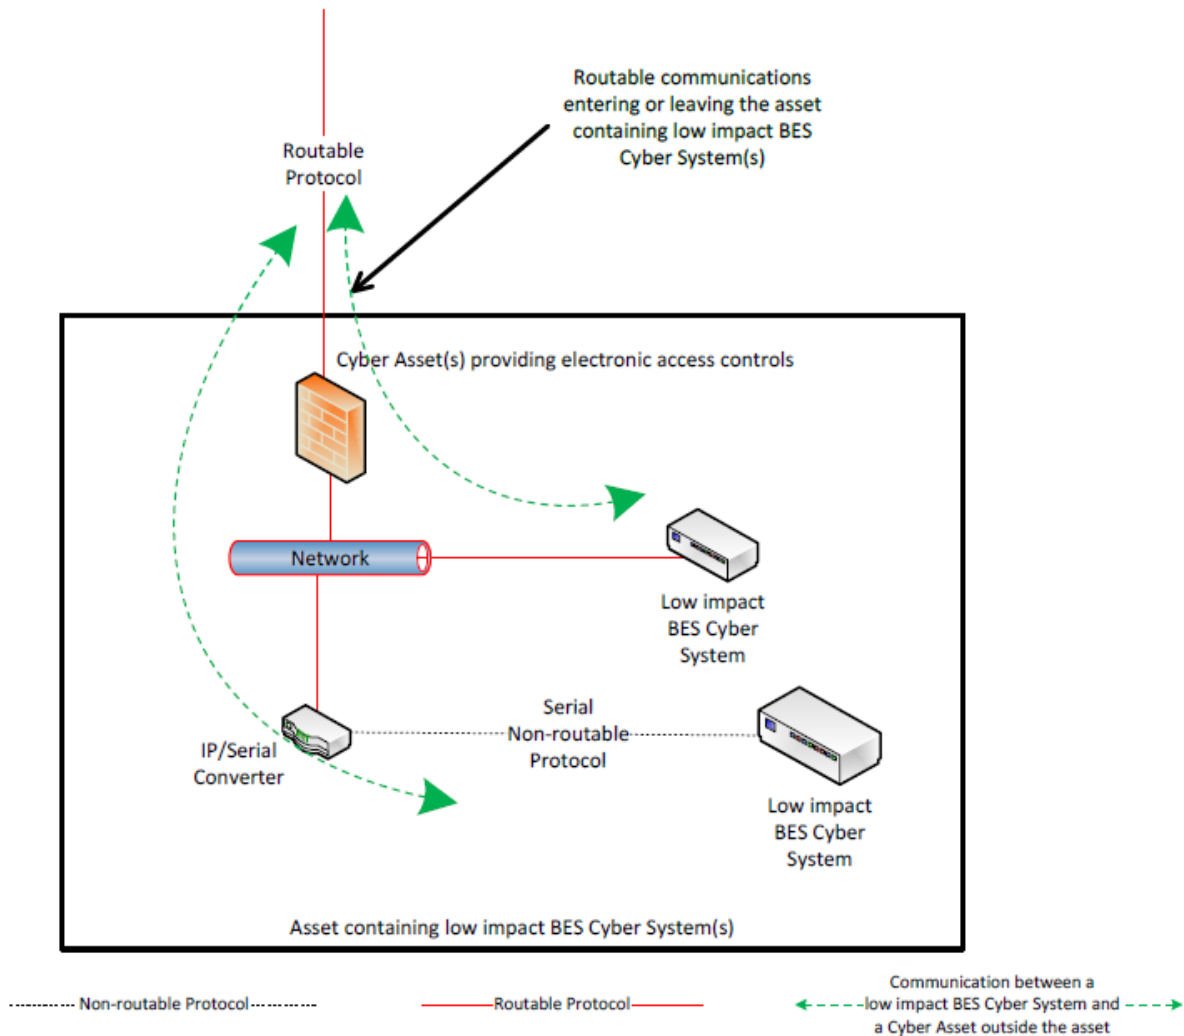 Routable communications
entering or leaving the asset
containing low impact BES
Cyber System(s)
Routable
Protocol
Cyber Asset(s) providing electronic access controls
Network
Low impact
BES Cyber
System
Serial
Non-routable
Protocol
IP/Serial
Converter
Low impact
BES Cyber
System
Asset containing low impact BES Cyber System(s)
Non-routable Protocol
Routable Protocol
Communication between a
low impact BES Cyber System and
a Cyber Asset outside the asset